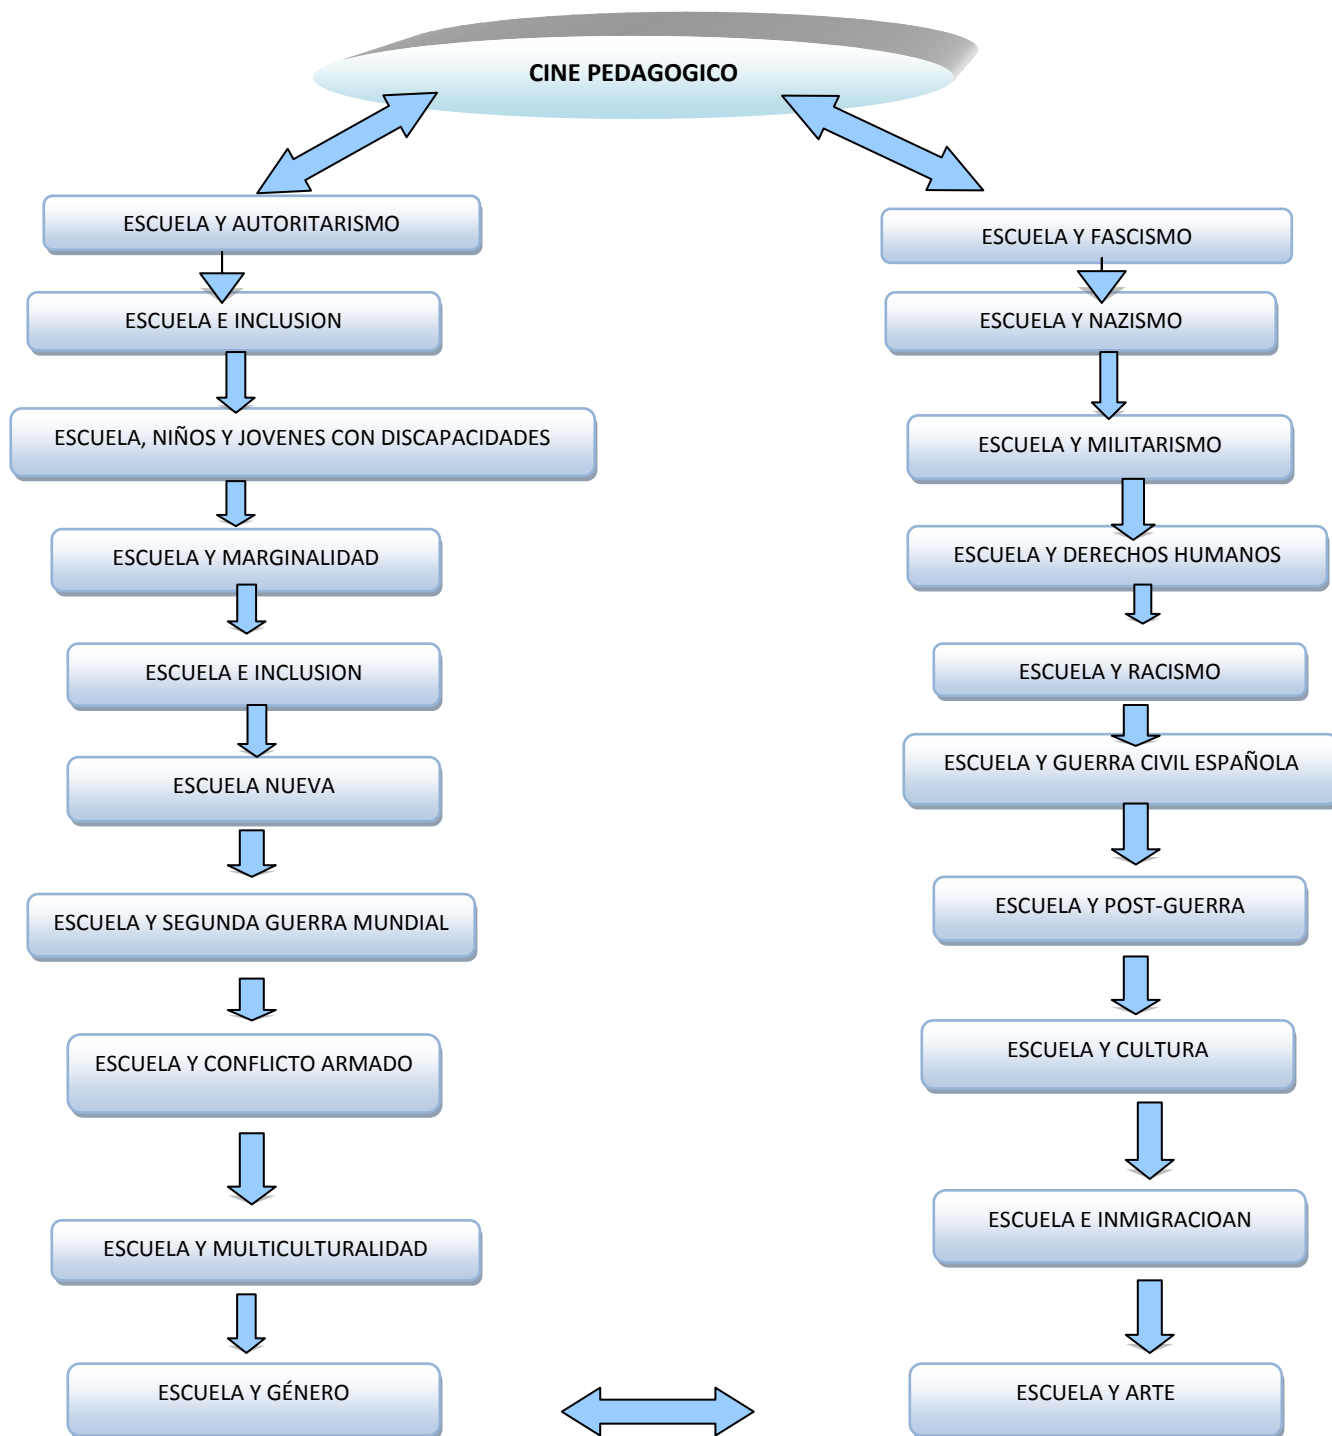 CINE PEDAGOGICO
ESCUELA Y AUTORITARISMO
ESCUELA E INCLUSION
ESCUELA, NIÑOS Y JOVENES CON DISCAPACIDADES
ESCUELA Y MARGINALIDAD
ESCUELA E INCLUSION
ESCUELA NUEVA
ESCUELA Y SEGUNDA GUERRA MUNDIAL
ESCUELA Y CONFLICTO ARMADO
ESCUELA Y MULTICULTURALIDAD
ESCUELA Y GÉNERO
ESCUELA Y FASCISMO
ESCUELA Y NAZISMO
ESCUELA Y MILITARISMO
ESCUELA Y DERECHOS HUMANOS
ESCUELA Y RACISMO
ESCUELA Y GUERRA CIVIL ESPAÑOLA
ESCUELA Y POST-GUERRA
ESCUELA Y CULTURA
ESCUELA E INMIGRACIOAN
ESCUELA Y ARTE